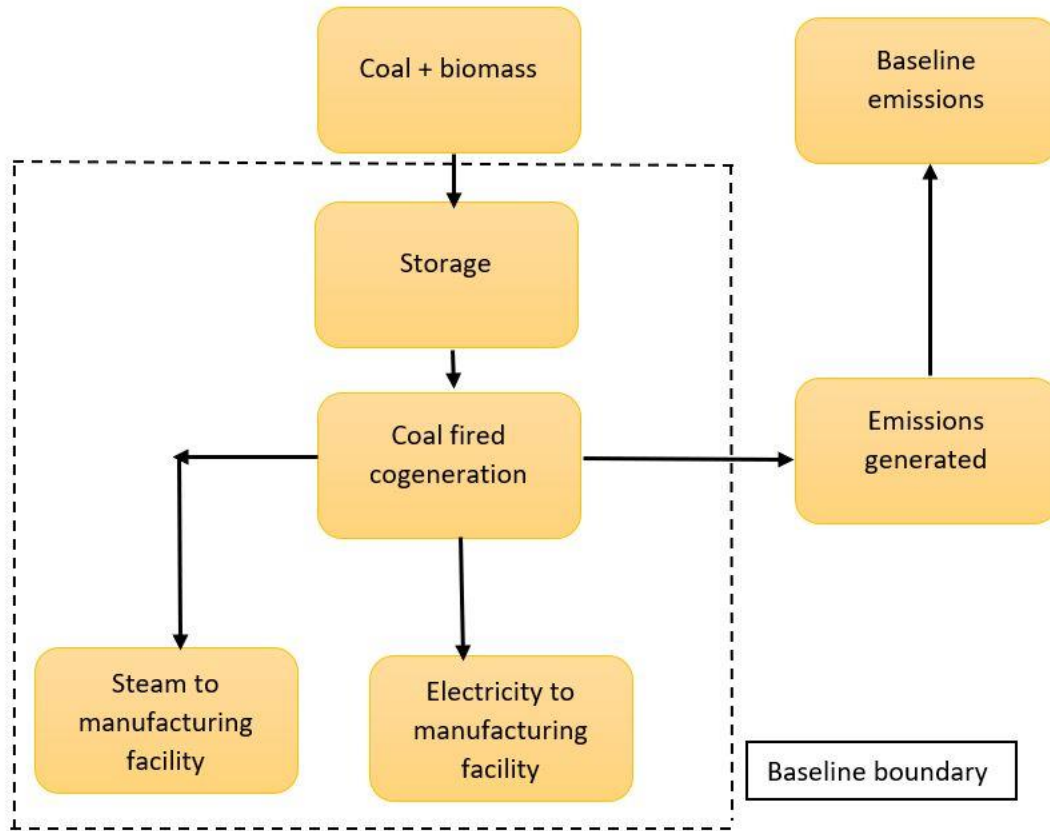 Coal + biomass
Baseline
emissions
Storage
Coal fired
cogeneration
Emissions
generated
Steam to
manufacturing
facility
Electricity to
manufacturing
facility
Baseline boundary